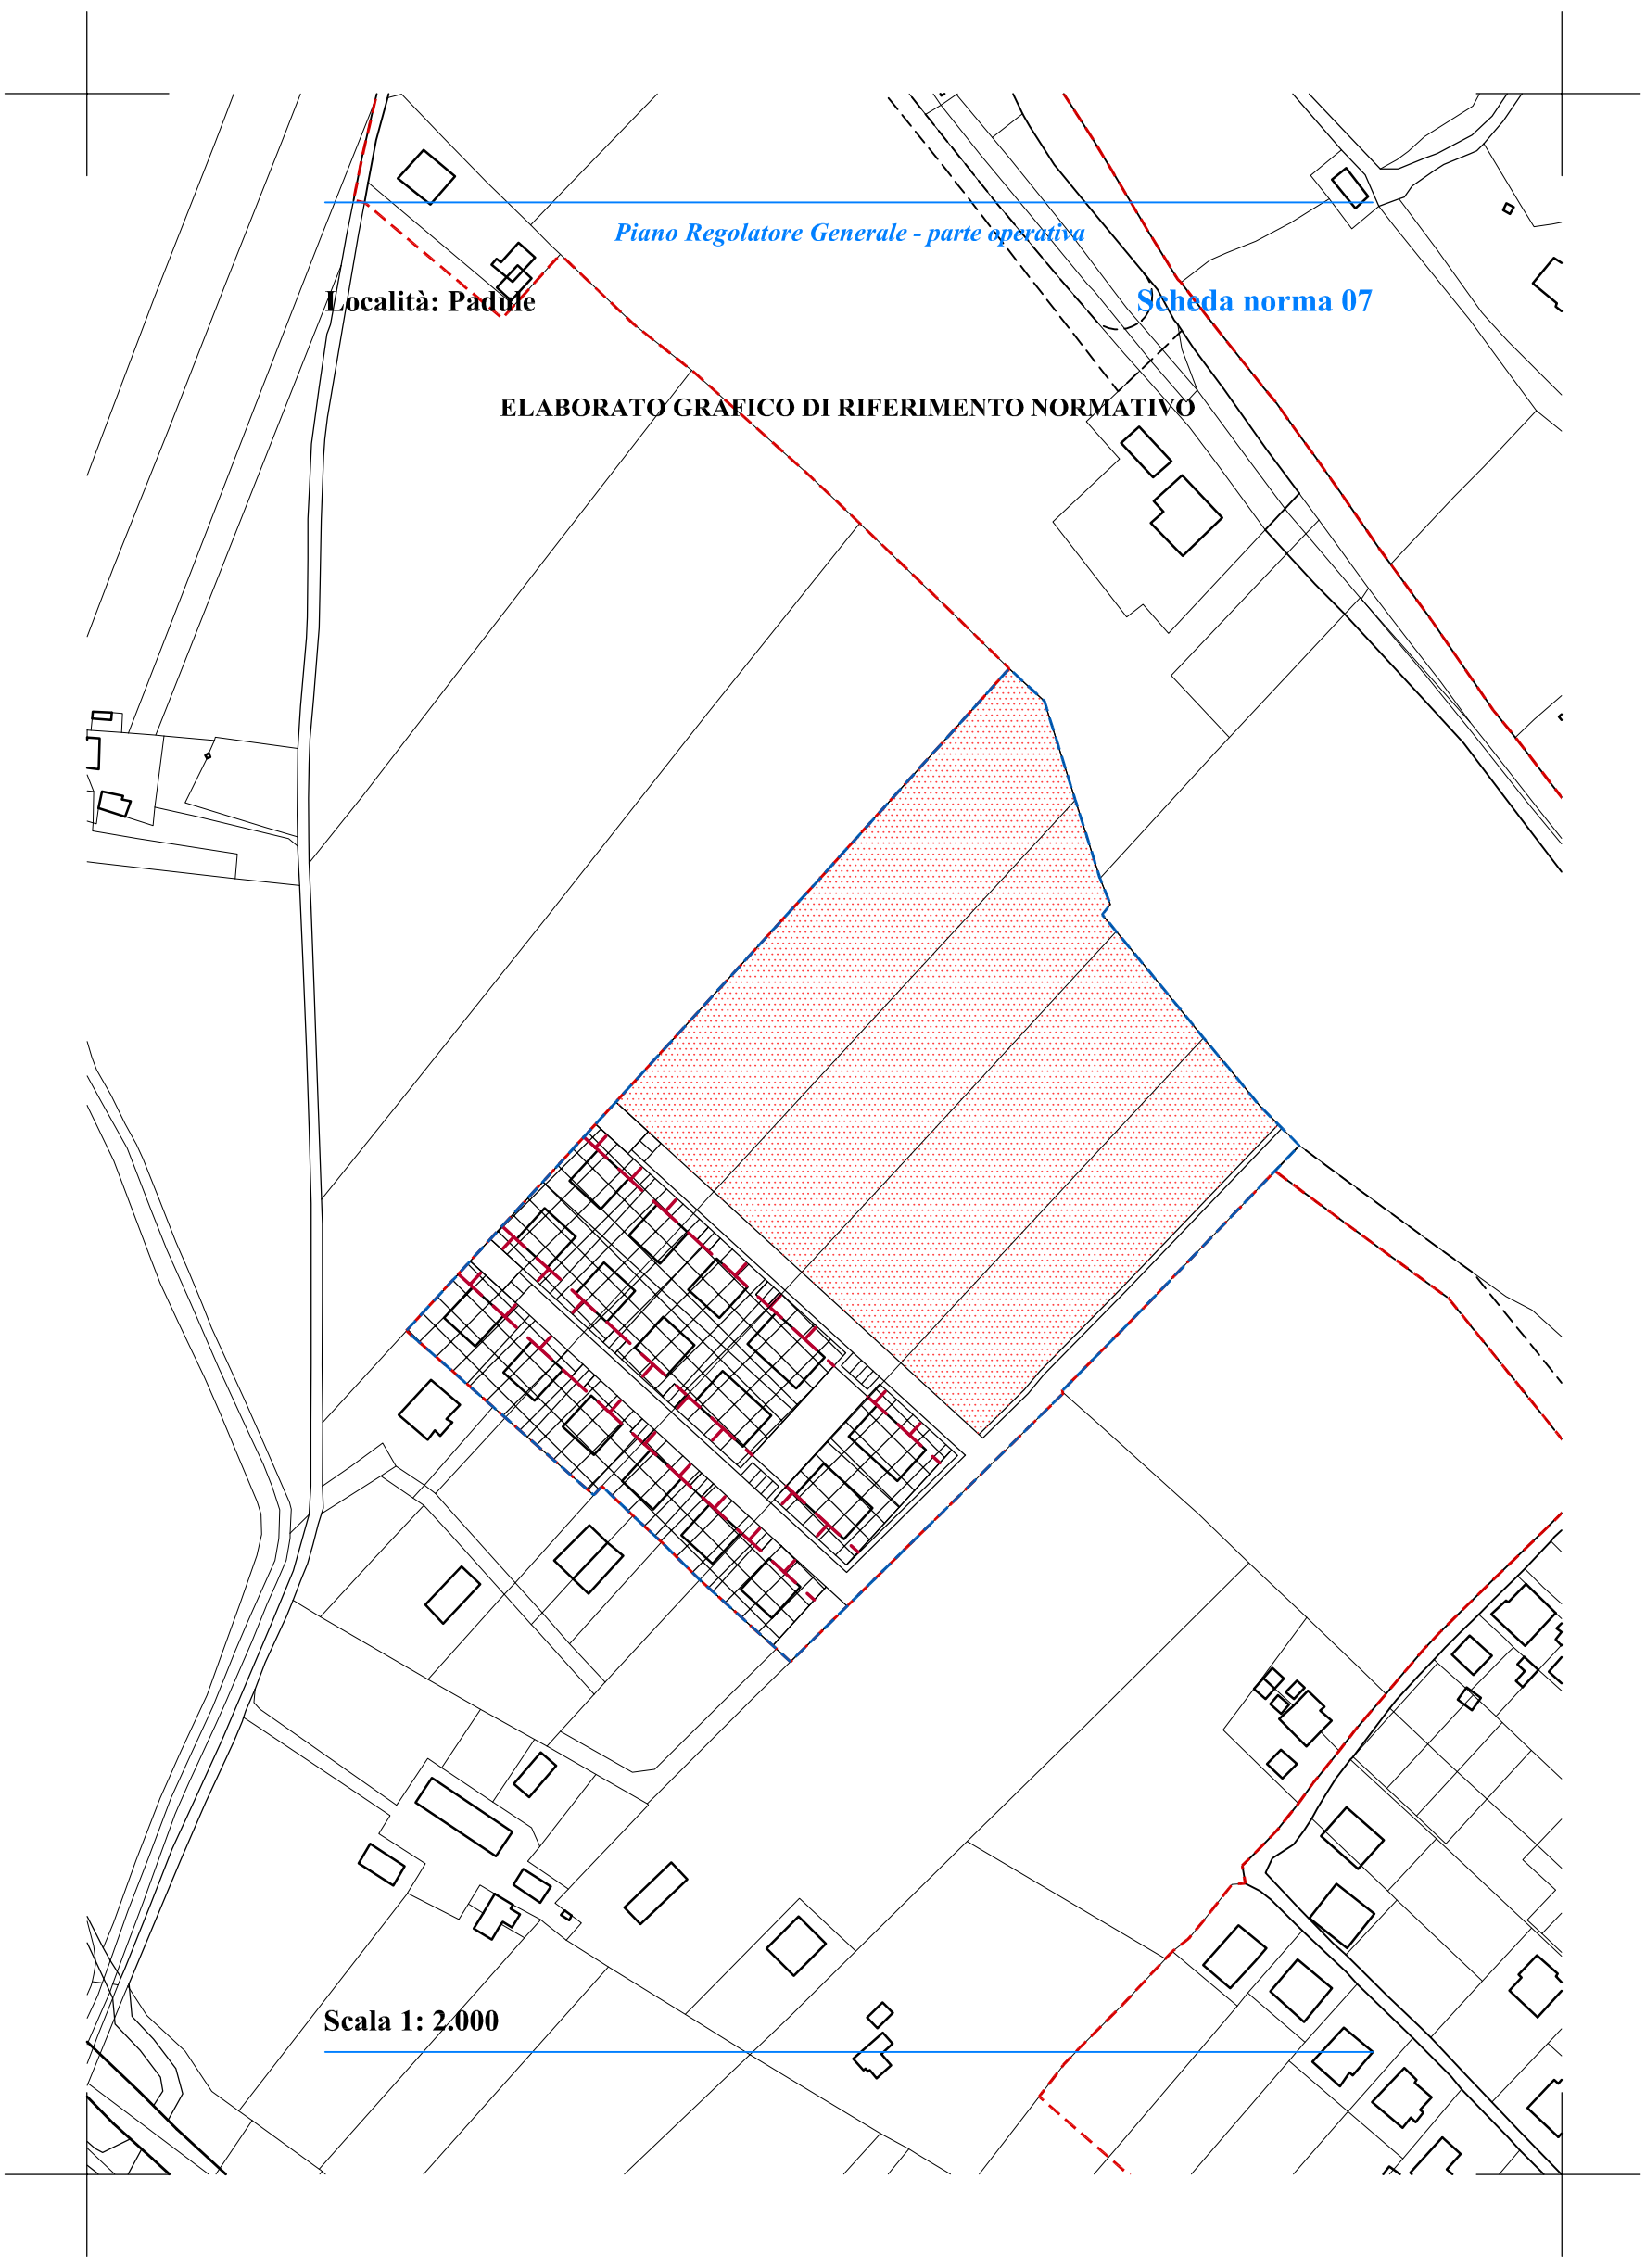 Piano Regolatore Generale - parte operativa
Località: Padule
Scheda norma 07
ELABORATO GRAFICO DI RIFERIMENTO NORMATIVO
Scala 1: 2.000